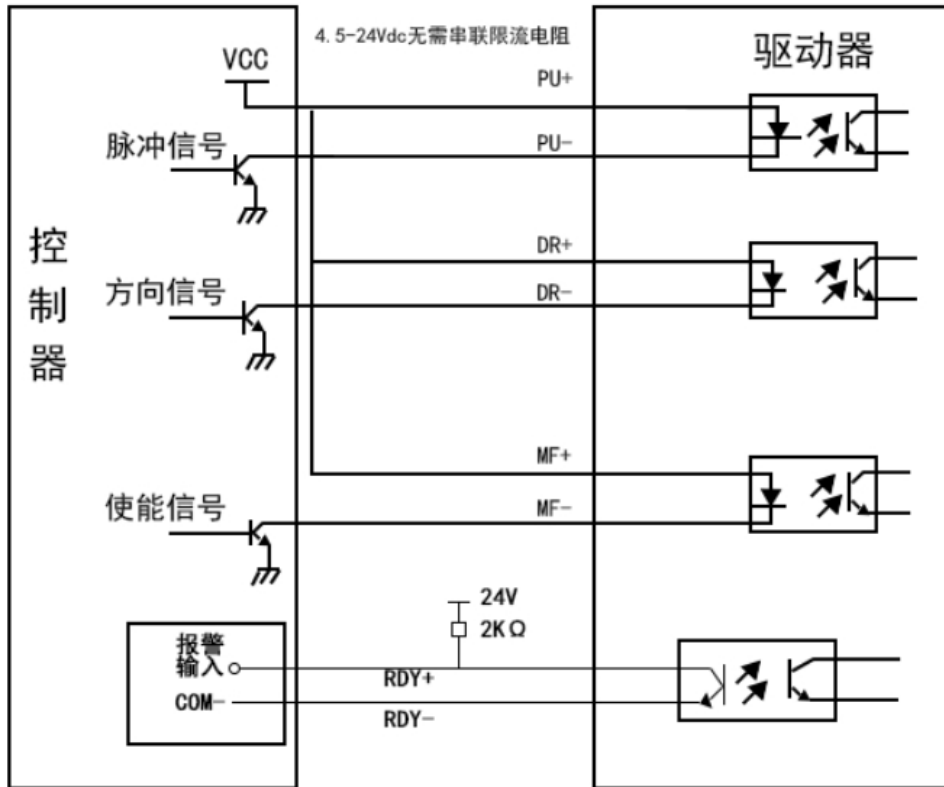 4.5-24Vdc无需串联限流电阻
驱动器
VCC
PU+
脉冲信号
PU-
控
制
器
DR+
方向信号
DR-
MF+
使能信号
MF-
24V
2KΩ
报警
输入
RDY+
COM-
RDY-